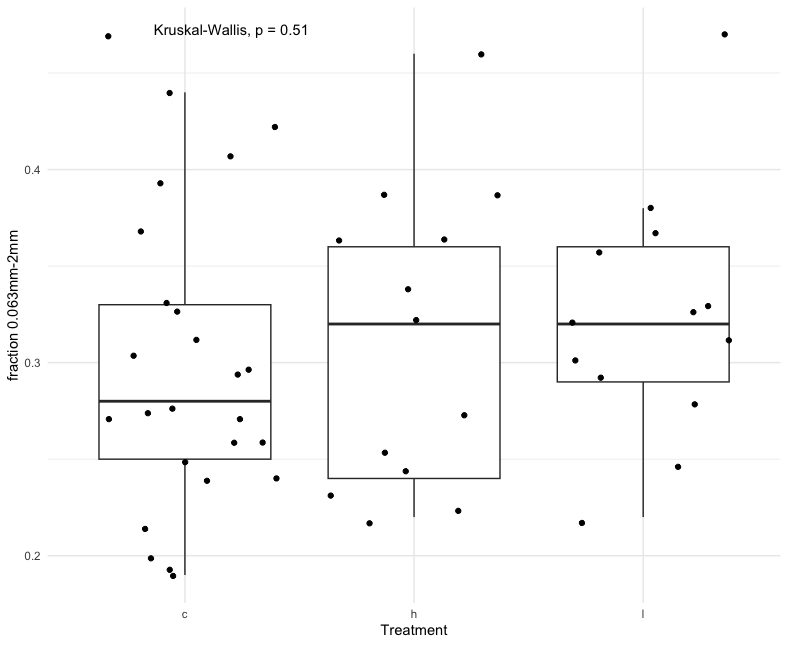 Kruskal-Wallis, p = 0.51
0.4
0.3
0.2
fraction 0.063mm-2mm
c
h
l
Treatment